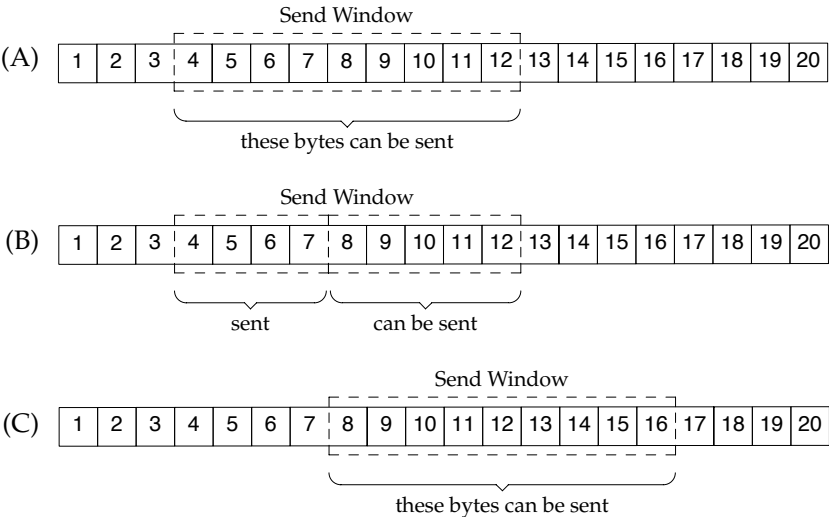 Send Window
(A) 1 2 3 4 5 6 7 8 9 10 11 12 13 14 15 16 17 18 19 20
these bytes can be sent
Send Window
(B) 1 2 3 4 5 6 7 8 9 10 11 12 13 14 15 16 17 18 19 20
sent can be sent
Send Window
(C) 1 2 3 4 5 6 7 8 9 10 11 12 13 14 15 16 17 18 19 20
these bytes can be sent